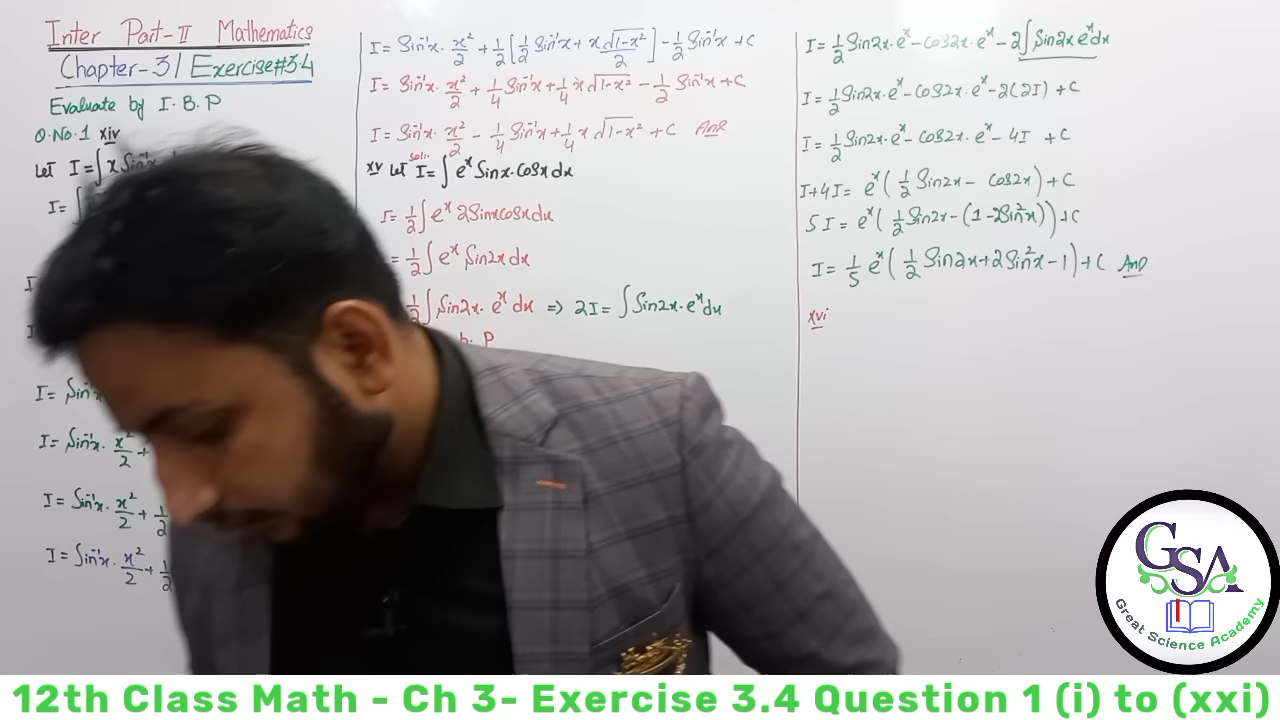 Inter Part-II Mathematics
Chapter-3 | Exercise#3.4
Evaluate by I.B.P
Q.No.1 xiv
Let I=∫x Sin⁻¹x
I=∫
I
I
I = Sin⁻¹x
I = Sin⁻¹x. x²/2 +
I = Sin⁻¹x. x²/2 + 1/2
I = Sin⁻¹x. x²/2 + 1/2
I = Sin⁻¹x. x²/2 + 1/2[1/2 Sin⁻¹x + x√(1-x²)/2] - 1/2 Sin⁻¹x + C
I = Sin⁻¹x. x²/2 + 1/4 Sin⁻¹x + 1/4 x√(1-x²) - 1/2 Sin⁻¹x + C
I = Sin⁻¹x. x²/2 - 1/4 Sin⁻¹x + 1/4 x√(1-x²) + C Ans
Sol:
xv Let I=∫eˣ Sinx.Cosx dx
I = 1/2 ∫eˣ 2SinxCosx dx
= 1/2 ∫eˣ Sin2x dx
1/2 ∫Sin2x. eˣ dx ⇒ 2I = ∫Sin2x.eˣ dx
b. P
I = 1/2 Sin2x.eˣ - Cos2x.eˣ - 2∫Sin2x eˣ dx
I = 1/2 Sin2x.eˣ - Cos2x.eˣ - 2(2I) + C
I = 1/2 Sin2x.eˣ - Cos2x.eˣ - 4I + C
I+4I = eˣ(1/2 Sin2x - Cos2x) + C
5I = eˣ(1/2 Sin2x - (1-2Sin²x)) + C
I = 1/5 eˣ(1/2 Sin2x + 2Sin²x - 1) + C Ans
xvi
GSA
Great Science Academy
12th Class Math - Ch 3- Exercise 3.4 Question 1 (i) to (xxi)